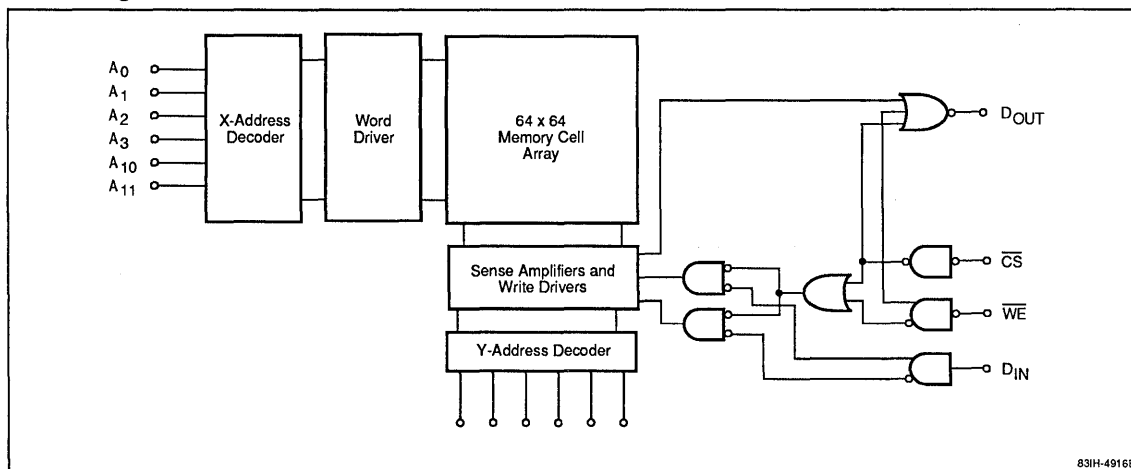 A0
A1
A2
A3
A10
A11
X-Address
Decoder
Word
Driver
64 x 64
Memory Cell
Array
Sense Amplifiers and
Write Drivers
Y-Address Decoder
DOUT
CS
WE
DIN
83IH-4916B